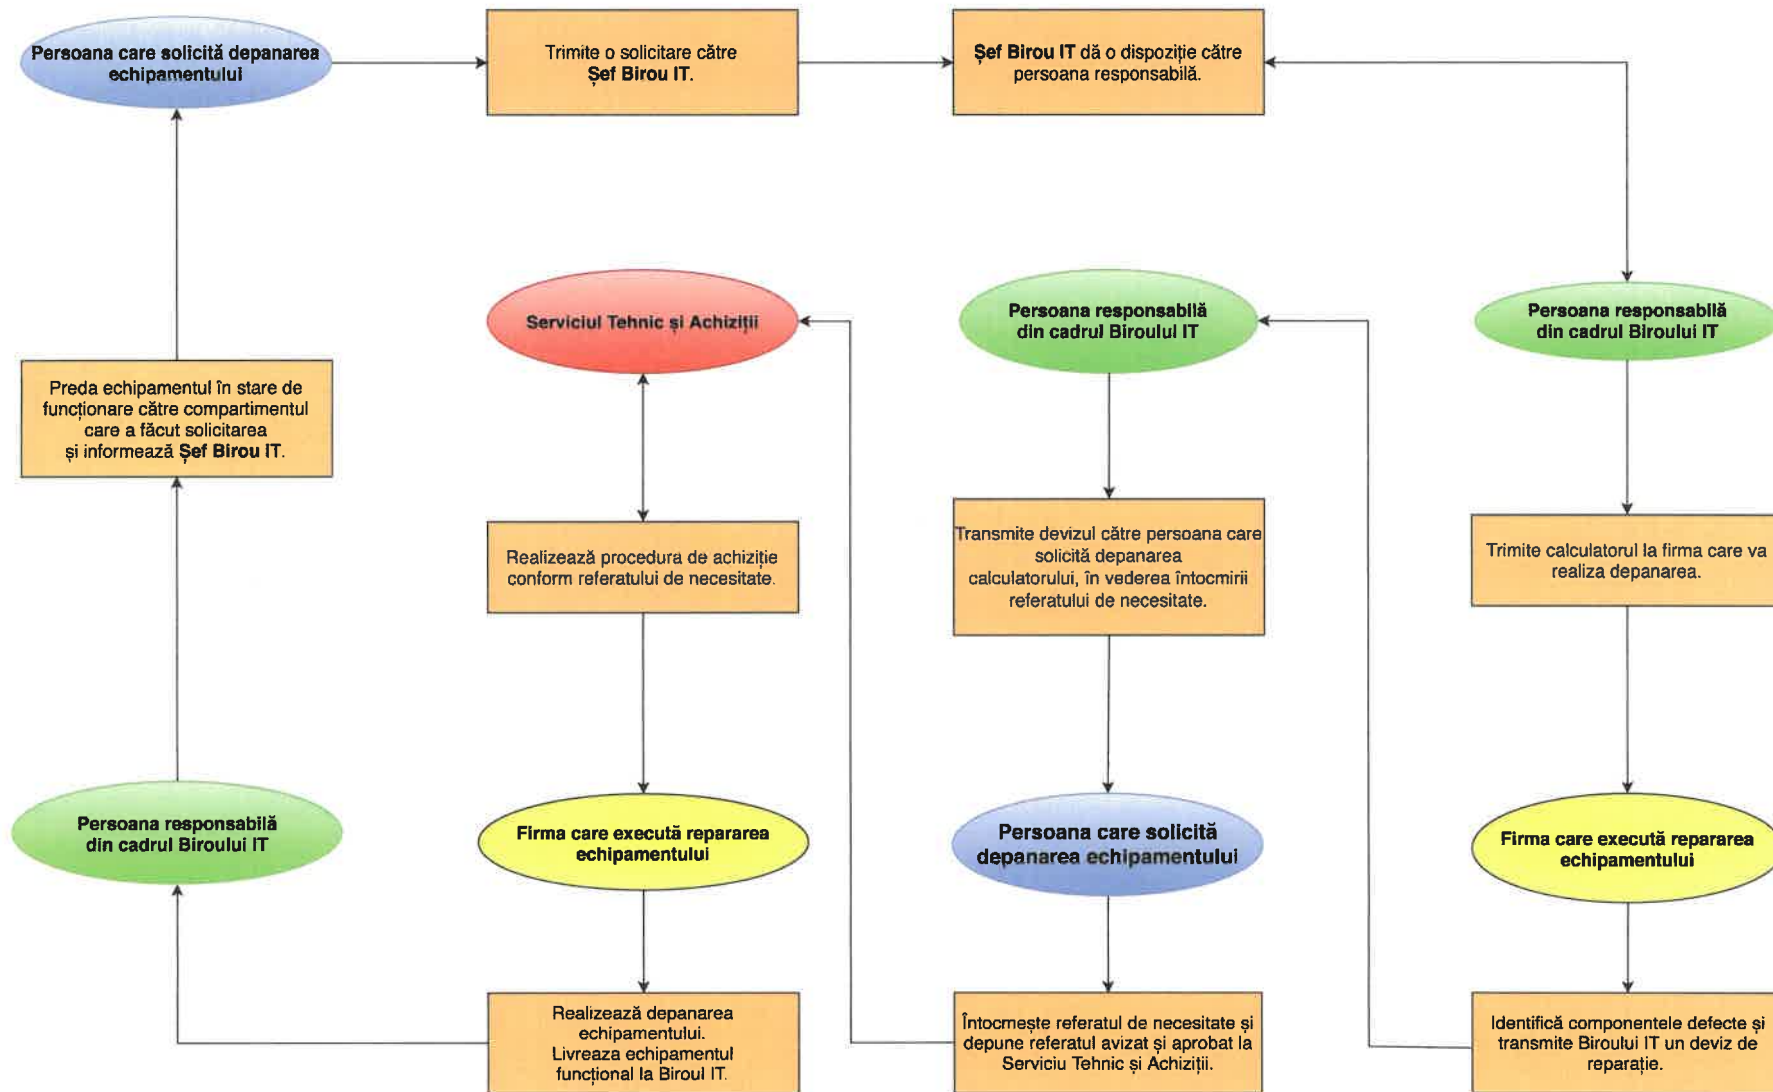 Persoana care solicită depanarea
echipamentului
Trimite o solicitare către
Șef Birou IT.
Șef Birou IT dă o dispoziție către
persoana responsabilă.
Serviciul Tehnic și Achiziții
Persoana responsabilă
din cadrul Biroului IT
Persoana responsabilă
din cadrul Biroului IT
Preda echipamentul în stare de
funcționare către compartimentul
care a făcut solicitarea
și informează Șef Birou IT.
Realizează procedura de achiziție
conform referatului de necesitate.
Transmite devizul către persoana care
solicită depanarea
calculatorului, în vederea întocmirii
referatului de necesitate.
Trimite calculatorul la firma care va
realiza depanarea.
Persoana responsabilă
din cadrul Biroului IT
Firma care execută repararea
echipamentului
Persoana care solicită
depanarea echipamentului
Firma care execută repararea
echipamentului
Realizează depanarea
echipamentului.
Livreaza echipamentul
funcțional la Biroul IT.
Întocmește referatul de necesitate și
depune referatul avizat și aprobat la
Serviciu Tehnic și Achiziții.
Identifică componentele defecte și
transmite Biroului IT un deviz de
reparație.